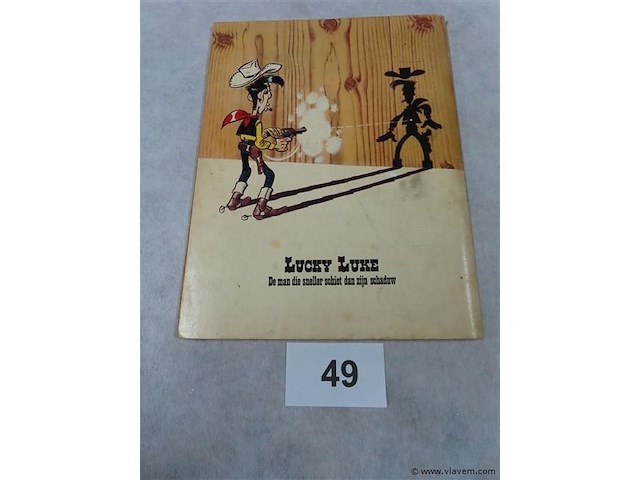 LUCKY LUKE
De man die sneller schiet dan zijn schaduw
49
© www.vlavem.com